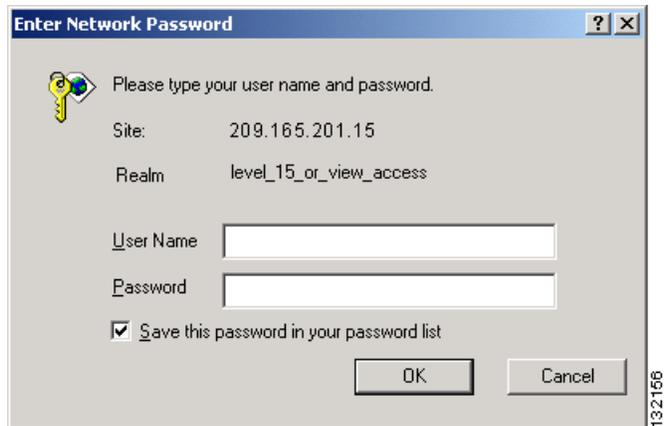 Enter Network Password
Please type your user name and password.
Site: 209.165.201.15
Realm level_15_or_view_access
User Name
Password
Save this password in your password list
OK Cancel
132156